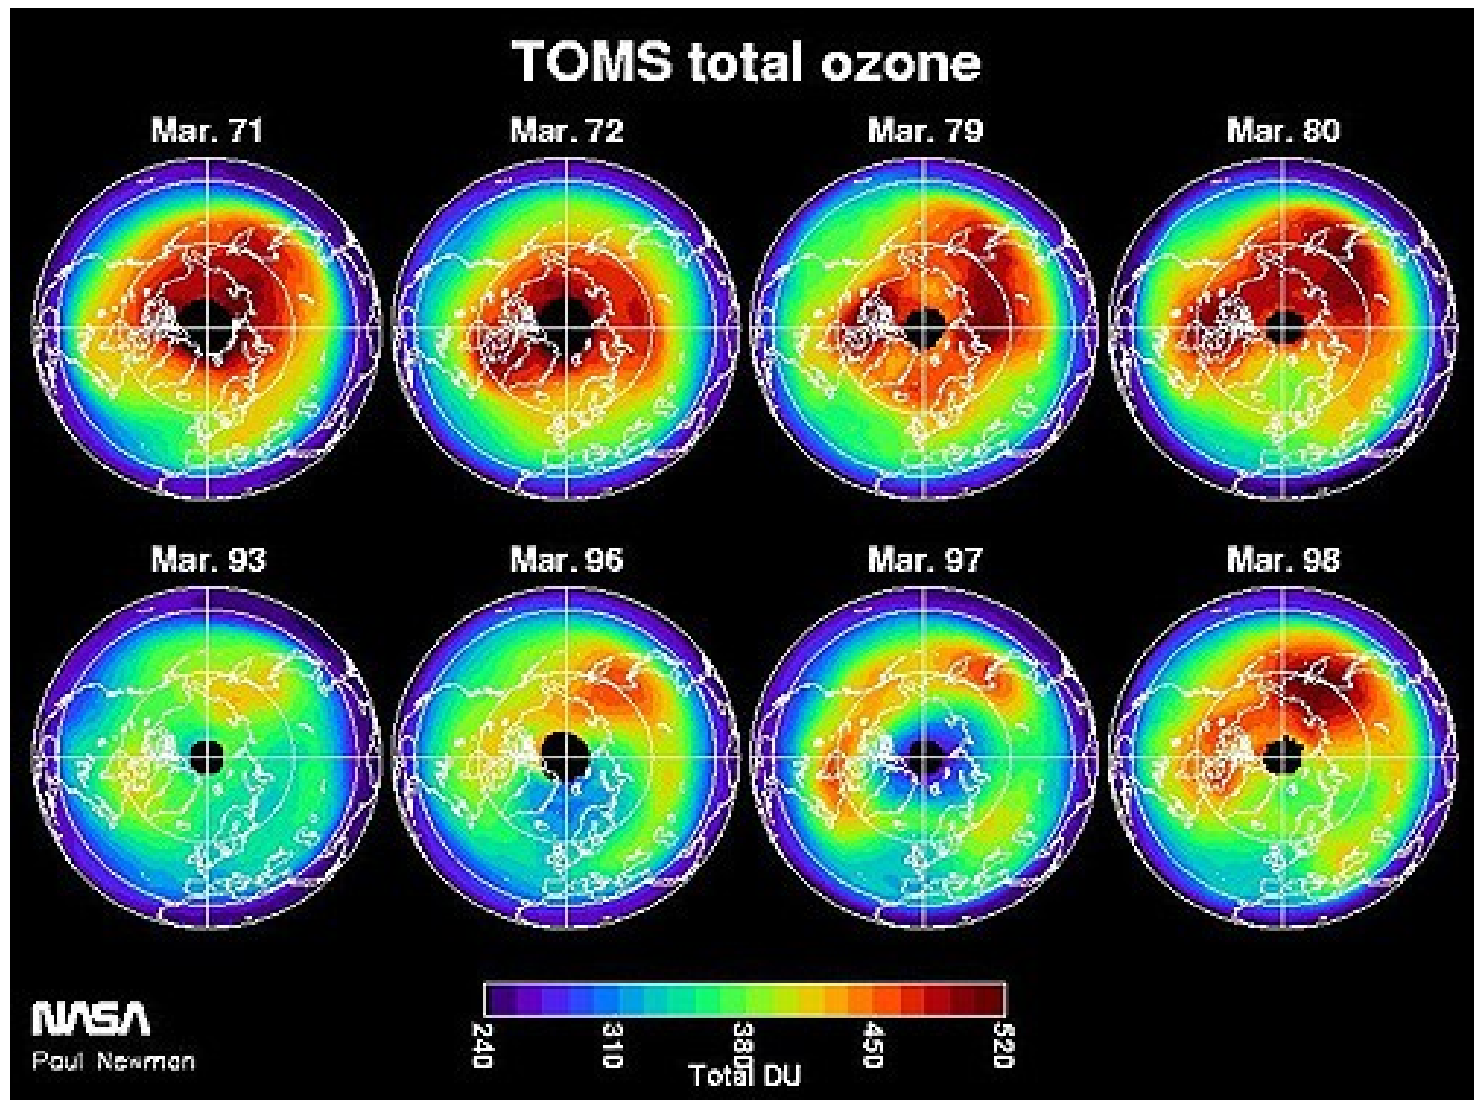 TOMS total ozone
Mar. 71 Mar. 72 Mar. 79 Mar. 80
Mar. 93 Mar. 96 Mar. 97 Mar. 98
240 310 380 450 520
Total DU
NASA
Paul Newman